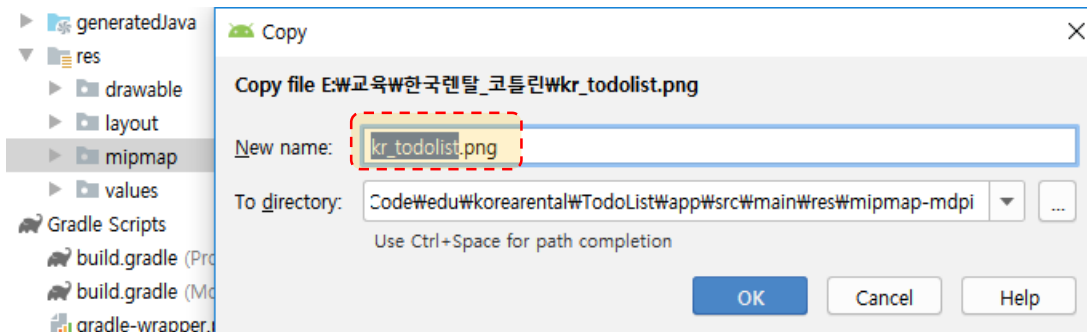 generatedJava
res
drawable
layout
mipmap
values
Gradle Scripts
build.gradle (Pro
build.gradle (Mo
gradle-wrapper.
Copy
Copy file E:₩교육₩한국렌탈_코틀린₩kr_todolist.png
New name: kr_todolist.png
To directory: Code₩edu₩korearental₩TodoList₩app₩src₩main₩res₩mipmap-mdpi ...
Use Ctrl+Space for path completion
OK Cancel Help